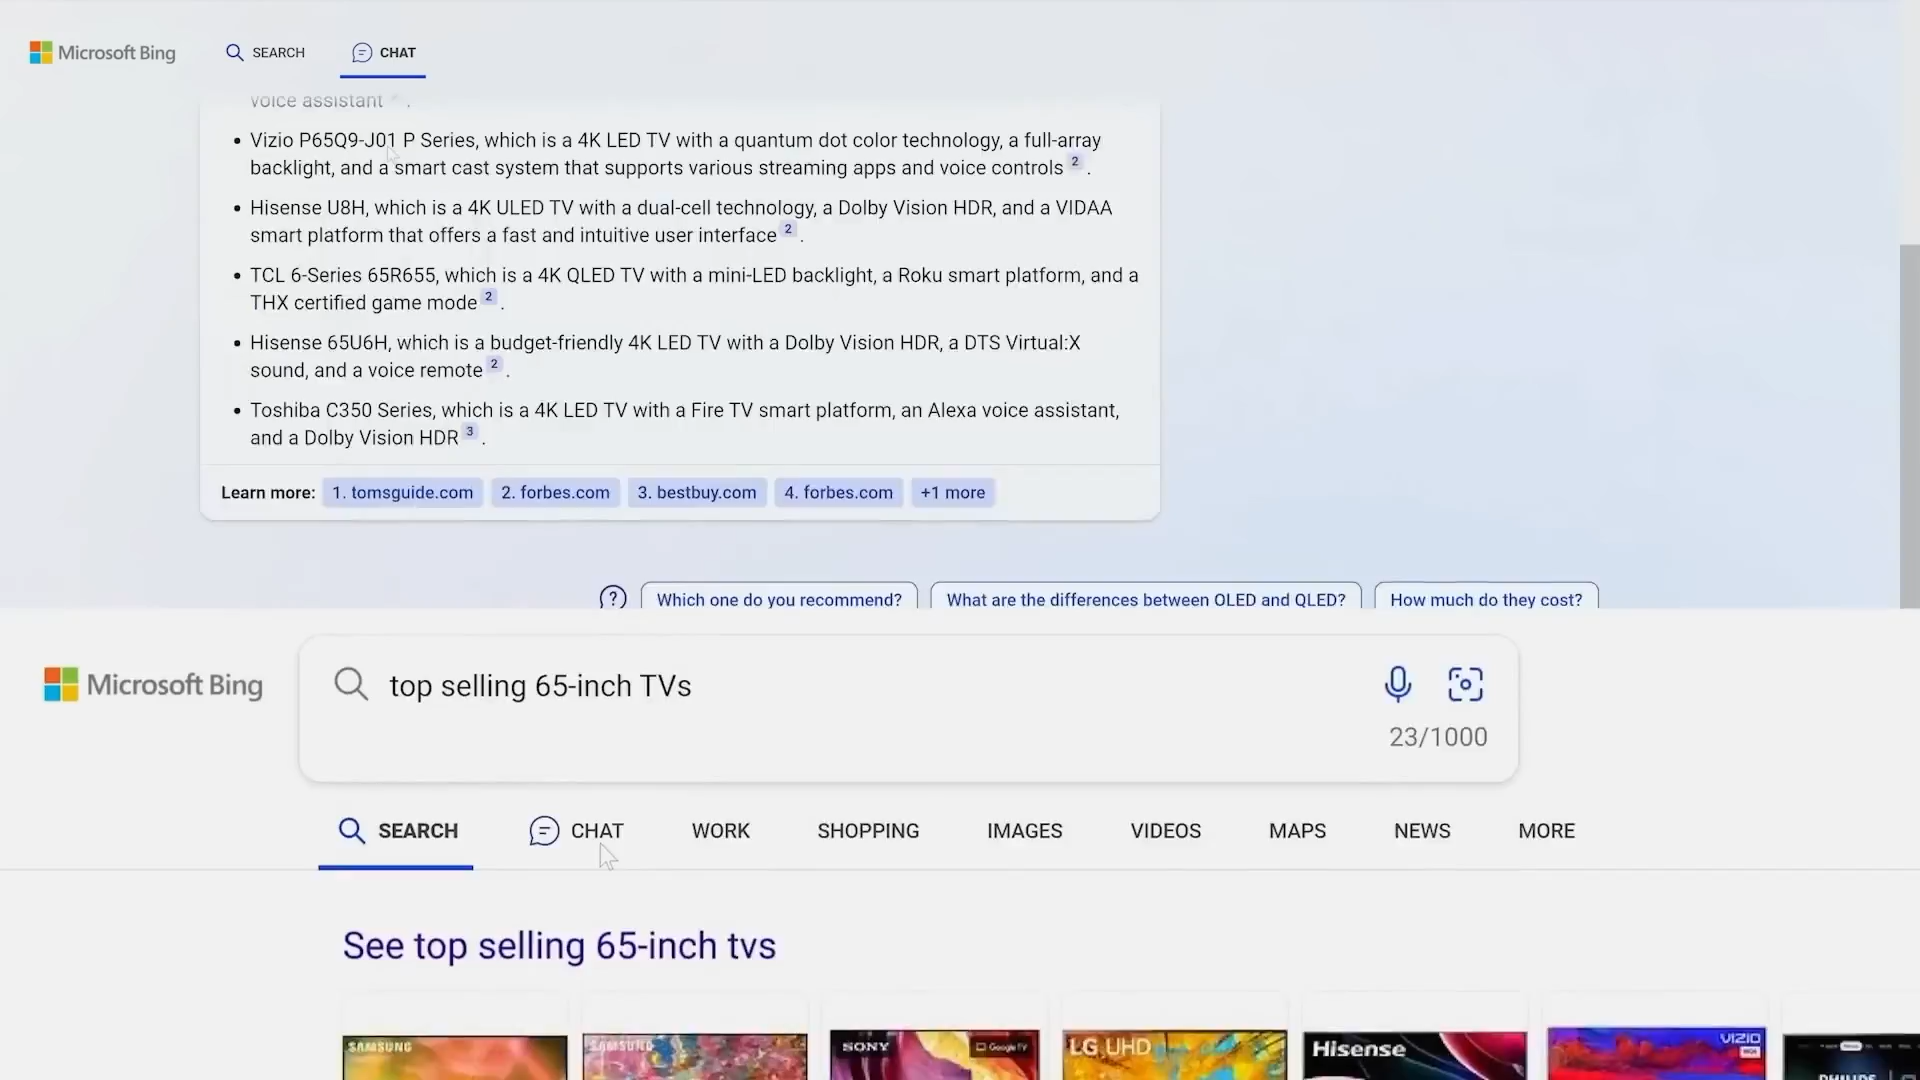 Microsoft Bing
SEARCH
CHAT
voice assistant
• Vizio P65Q9-J01 P Series, which is a 4K LED TV with a quantum dot color technology, a full-array
backlight, and a smart cast system that supports various streaming apps and voice controls 2 .
• Hisense U8H, which is a 4K ULED TV with a dual-cell technology, a Dolby Vision HDR, and a VIDAA
smart platform that offers a fast and intuitive user interface 2 .
• TCL 6-Series 65R655, which is a 4K QLED TV with a mini-LED backlight, a Roku smart platform, and a
THX certified game mode 2 .
• Hisense 65U6H, which is a budget-friendly 4K LED TV with a Dolby Vision HDR, a DTS Virtual:X
sound, and a voice remote 2 .
• Toshiba C350 Series, which is a 4K LED TV with a Fire TV smart platform, an Alexa voice assistant,
and a Dolby Vision HDR 3 .
Learn more: 1. tomsguide.com 2. forbes.com 3. bestbuy.com 4. forbes.com +1 more
? Which one do you recommend? What are the differences between OLED and QLED? How much do they cost?
Microsoft Bing
top selling 65-inch TVs
23/1000
SEARCH CHAT WORK SHOPPING IMAGES VIDEOS MAPS NEWS MORE
See top selling 65-inch tvs
SAMSUNG SAMSUNG SONY Google TV LG UHD Hisense VIZIO PHILIPS